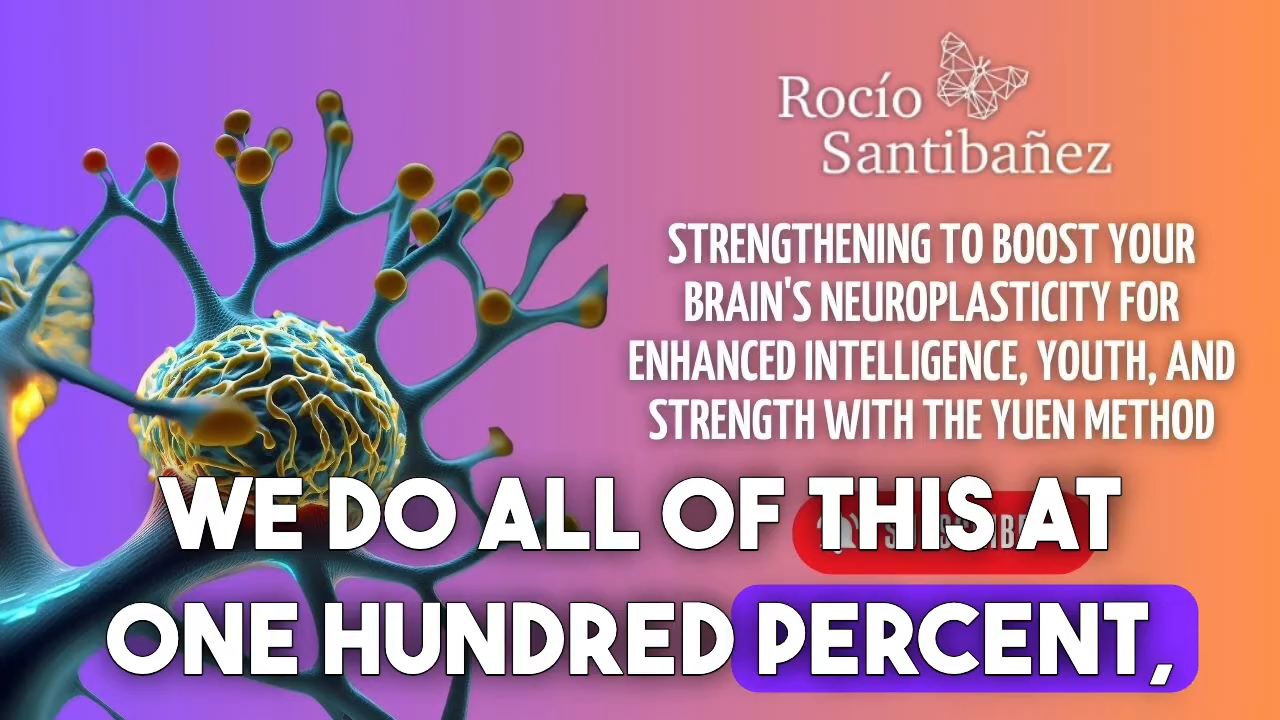 Rocío
Santibañez
STRENGTHENING TO BOOST YOUR
BRAIN'S NEUROPLASTICITY FOR
ENHANCED INTELLIGENCE, YOUTH, AND
STRENGTH WITH THE YUEN METHOD
WE DO ALL OF THIS AT
ONE HUNDRED PERCENT,